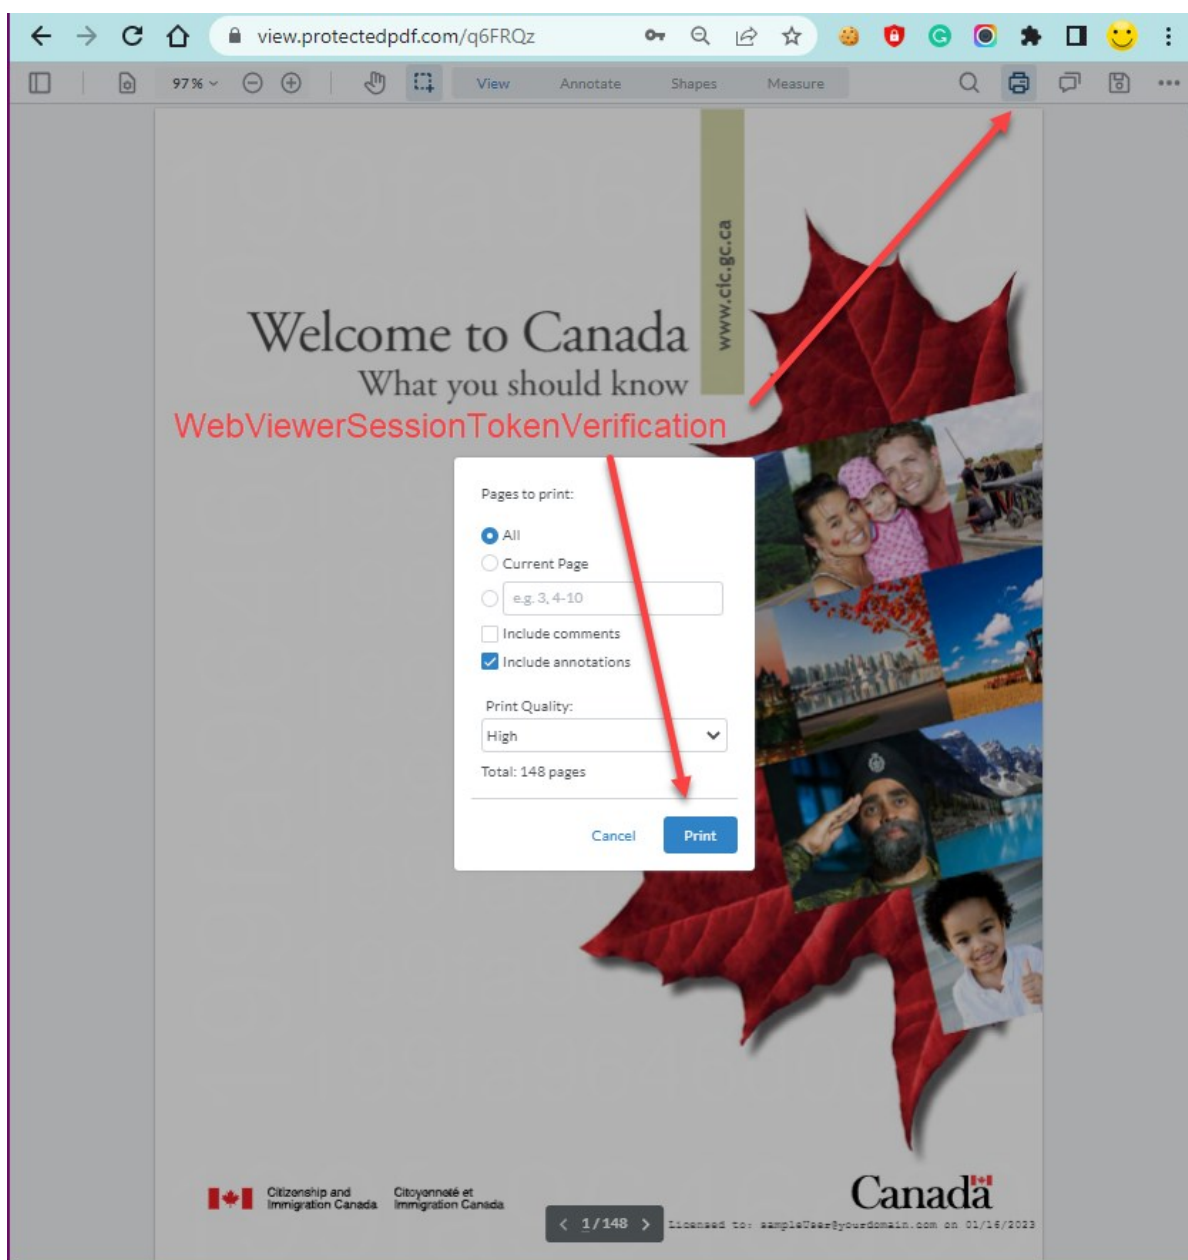 view.protectedpdf.com/q6FRQz
97%
View Annotate Shapes Measure
www.cic.gc.ca
Welcome to Canada
What you should know
WebViewerSessionTokenVerification
Pages to print:
All
Current Page
e.g. 3, 4-10
Include comments
Include annotations
Print Quality:
High
Total: 148 pages
Cancel Print
Citizenship and
Immigration Canada
Citoyenneté et
Immigration Canada
Canada
1 / 148
Licensed to: sampleUser@yourdomain.com on 01/16/2023